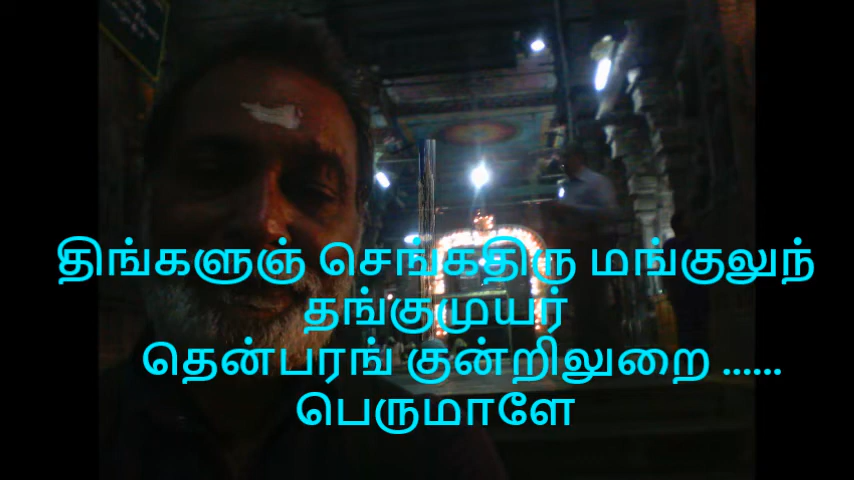 திங்களுஞ் செங்கதிரு மங்குலுந்
தங்குமுயர்
தென்பரங் குன்றிலுறை ......
பெருமாளே